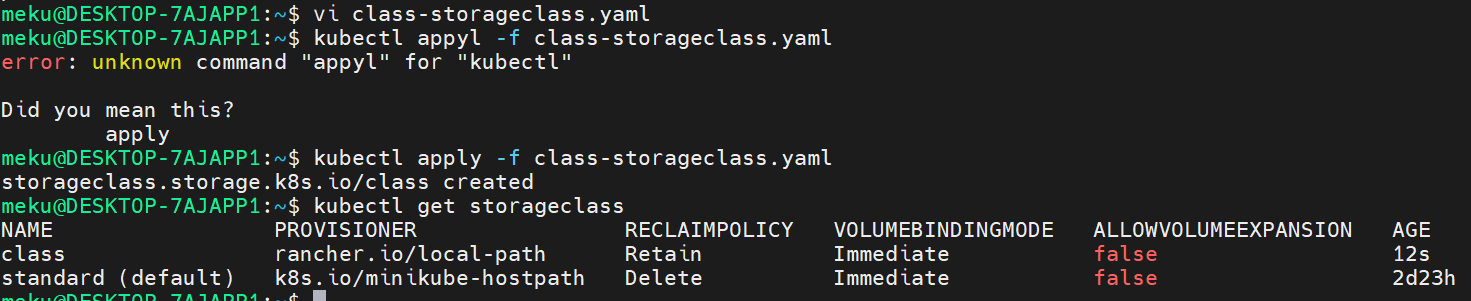 meku@DESKTOP-7AJAPP1:~$ vi class-storageclass.yaml
meku@DESKTOP-7AJAPP1:~$ kubectl appyl -f class-storageclass.yaml
error: unknown command "appyl" for "kubectl"
Did you mean this?
apply
meku@DESKTOP-7AJAPP1:~$ kubectl apply -f class-storageclass.yaml
storageclass.storage.k8s.io/class created
meku@DESKTOP-7AJAPP1:~$ kubectl get storageclass
NAME PROVISIONER RECLAIMPOLICY VOLUMEBINDINGMODE ALLOWVOLUMEEXPANSION AGE
class rancher.io/local-path Retain Immediate false 12s
standard (default) k8s.io/minikube-hostpath Delete Immediate false 2d23h
meku@DESKTOP-7AJAPP1:~$